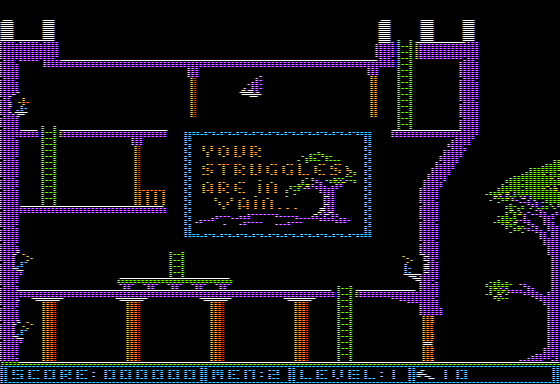 YOUR
STRUGGLES
ARE IN
VAIN...
SCORE:000000 MEN:2 LEVEL:1 10